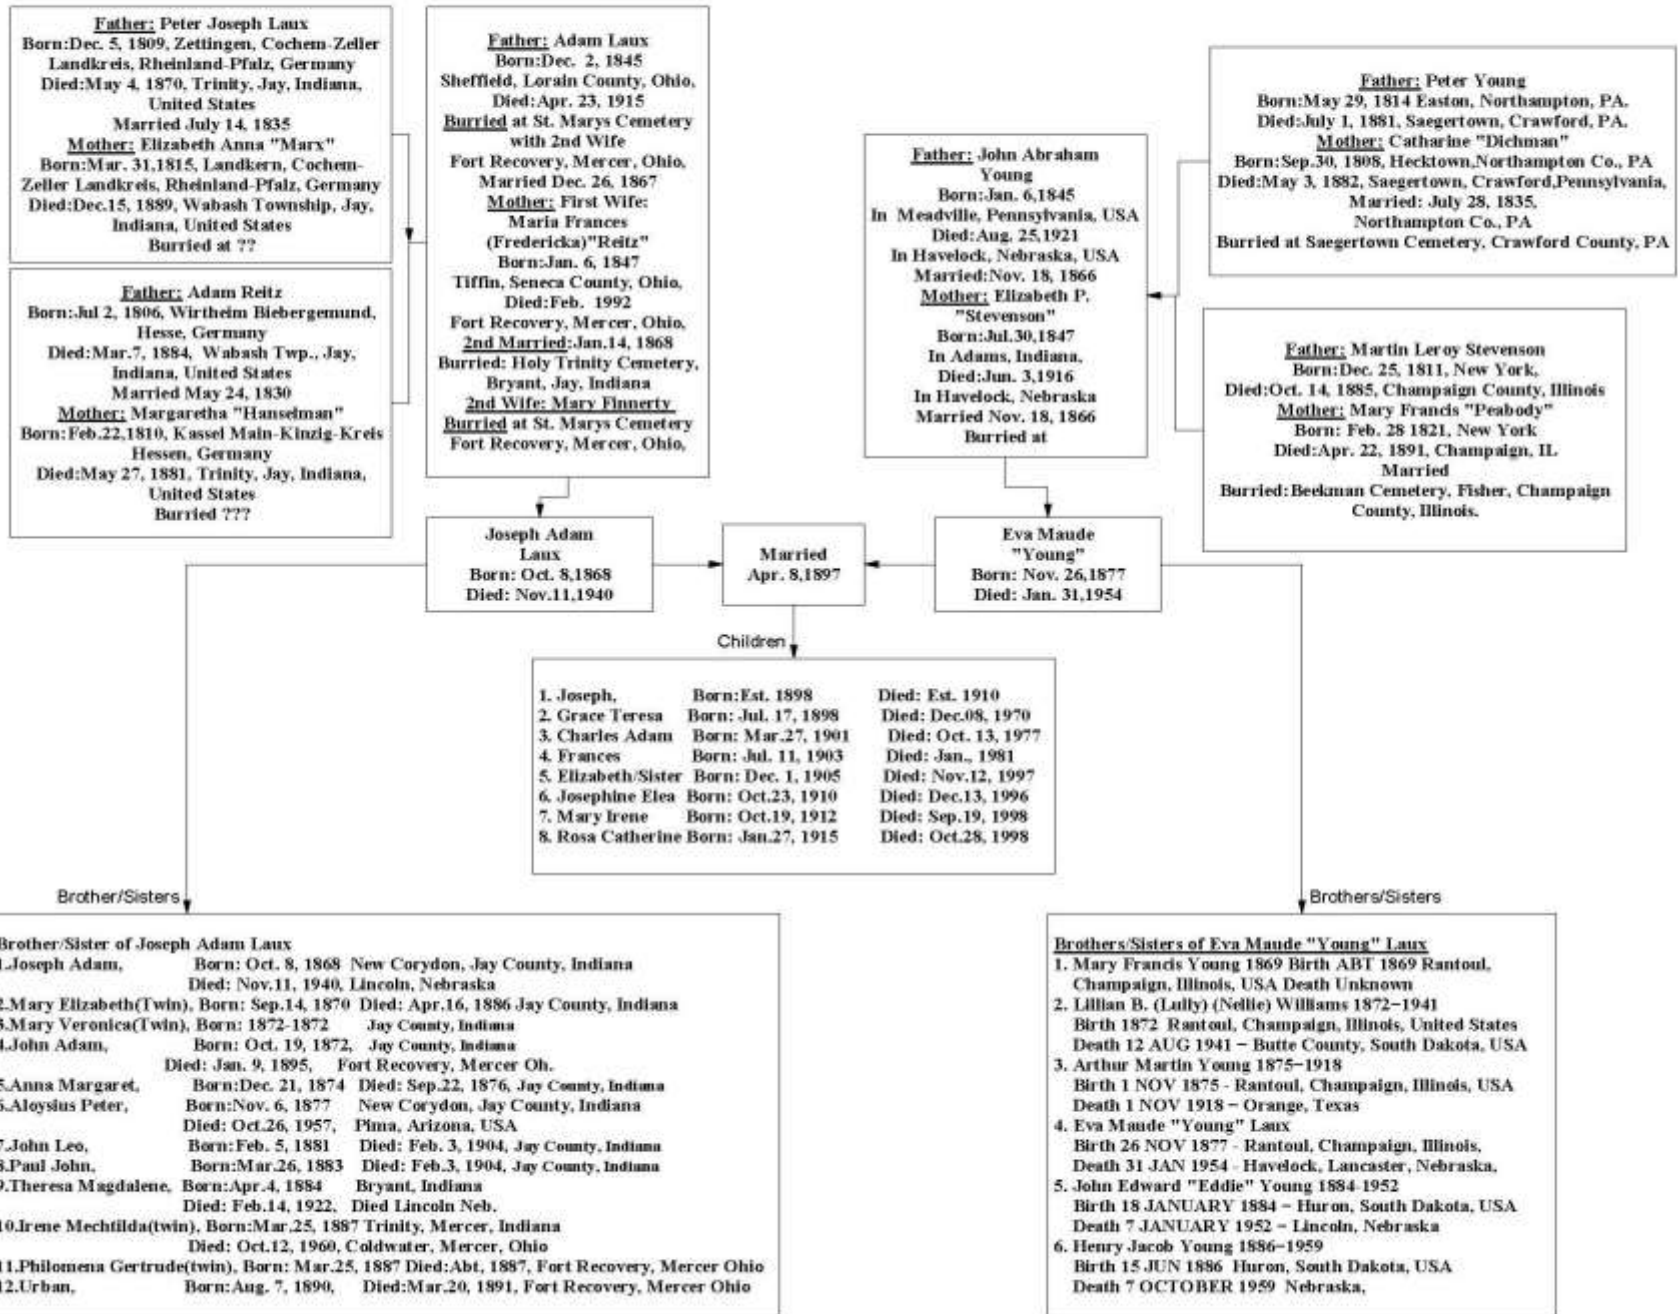 Father: Peter Joseph Laux
Born:Dec. 5, 1809, Zettingen, Cochem-Zeller
Landkreis, Rheinland-Pfalz, Germany
Died:May 4, 1870, Trinity, Jay, Indiana,
United States
Married July 14, 1835
Mother: Elizabeth Anna "Marx"
Born:Mar. 31,1815, Landkern, Cochem-
Zeller Landkreis, Rheinland-Pfalz, Germany
Died:Dec.15, 1889, Wabash Township, Jay,
Indiana, United States
Burried at ??
Father: Adam Reitz
Born:Jul 2, 1806, Wirtheim Biebergemund,
Hesse, Germany
Died:Mar.7, 1884, Wabash Twp., Jay,
Indiana, United States
Married May 24, 1830
Mother: Margaretha "Hanselman"
Born:Feb.22,1810, Kassel Main-Kinzig-Kreis
Hessen, Germany
Died:May 27, 1881, Trinity, Jay, Indiana,
United States
Burried ???
Father: Adam Laux
Born:Dec. 2, 1845
Sheffield, Lorain County, Ohio,
Died:Apr. 23, 1915
Burried at St. Marys Cemetery
with 2nd Wife
Fort Recovery, Mercer, Ohio,
Married Dec. 26, 1867
Mother: First Wife:
Maria Frances
(Fredericka)"Reitz"
Born:Jan. 6, 1847
Tiffin, Seneca County, Ohio,
Died:Feb. 1992
Fort Recovery, Mercer, Ohio,
2nd Married:Jan.14, 1868
Burried: Holy Trinity Cemetery,
Bryant, Jay, Indiana
2nd Wife: Mary Finnerty
Burried at St. Marys Cemetery
Fort Recovery, Mercer, Ohio,
Father: John Abraham
Young
Born:Jan. 6,1845
In Meadville, Pennsylvania, USA
Died:Aug. 25,1921
In Havelock, Nebraska, USA
Married:Nov. 18, 1866
Mother: Elizabeth P.
"Stevenson"
Born:Jul.30,1847
In Adams, Indiana,
Died:Jun. 3,1916
In Havelock, Nebraska
Married Nov. 18, 1866
Burried at
Father: Peter Young
Born:May 29, 1814 Easton, Northampton, PA.
Died:July 1, 1881, Saegertown, Crawford, PA.
Mother: Catharine "Dichman"
Born:Sep.30, 1808, Hecktown,Northampton Co., PA
Died:May 3, 1882, Saegertown, Crawford,Pennsylvania,
Married: July 28, 1835,
Northampton Co., PA
Burried at Saegertown Cemetery, Crawford County, PA
Father: Martin Leroy Stevenson
Born:Dec. 25, 1811, New York,
Died:Oct. 14, 1885, Champaign County, Illinois
Mother: Mary Francis "Peabody"
Born: Feb. 28 1821, New York
Died:Apr. 22, 1891, Champaign, IL
Married
Burried:Beekman Cemetery, Fisher, Champaign
County, Illinois.
Joseph Adam
Laux
Born: Oct. 8,1868
Died: Nov.11,1940
Married
Apr. 8,1897
Eva Maude
"Young"
Born: Nov. 26,1877
Died: Jan. 31,1954
Children
1. Joseph, Born:Est. 1898 Died: Est. 1910
2. Grace Teresa Born: Jul. 17, 1898 Died: Dec.08, 1970
3. Charles Adam Born: Mar.27, 1901 Died: Oct. 13, 1977
4. Frances Born: Jul. 11, 1903 Died: Jan., 1981
5. Elizabeth/Sister Born: Dec. 1, 1905 Died: Nov.12, 1997
6. Josephine Elea Born: Oct.23, 1910 Died: Dec.13, 1996
7. Mary Irene Born: Oct.19, 1912 Died: Sep.19, 1998
8. Rosa Catherine Born: Jan.27, 1915 Died: Oct.28, 1998
Brother/Sisters
Brother/Sister of Joseph Adam Laux
1.Joseph Adam, Born: Oct. 8, 1868 New Corydon, Jay County, Indiana
Died: Nov.11, 1940, Lincoln, Nebraska
2.Mary Elizabeth(Twin), Born: Sep.14, 1870 Died: Apr.16, 1886 Jay County, Indiana
3.Mary Veronica(Twin), Born: 1872-1872 Jay County, Indiana
4.John Adam, Born: Oct. 19, 1872, Jay County, Indiana
Died: Jan. 9, 1895, Fort Recovery, Mercer Oh.
5.Anna Margaret, Born:Dec. 21, 1874 Died: Sep.22, 1876, Jay County, Indiana
6.Aloysius Peter, Born:Nov. 6, 1877 New Corydon, Jay County, Indiana
Died: Oct.26, 1957, Pima, Arizona, USA
7.John Leo, Born:Feb. 5, 1881 Died: Feb. 3, 1904, Jay County, Indiana
8.Paul John, Born:Mar.26, 1883 Died: Feb.3, 1904, Jay County, Indiana
9.Theresa Magdalene, Born:Apr.4, 1884 Bryant, Indiana
Died: Feb.14, 1922, Died Lincoln Neb.
10.Irene Mechtilda(twin), Born:Mar.25, 1887 Trinity, Mercer, Indiana
Died: Oct.12, 1960, Coldwater, Mercer, Ohio
11.Philomena Gertrude(twin), Born: Mar.25, 1887 Died:Abt, 1887, Fort Recovery, Mercer Ohio
12.Urban, Born:Aug. 7, 1890, Died:Mar.20, 1891, Fort Recovery, Mercer Ohio
Brothers/Sisters
Brothers/Sisters of Eva Maude "Young" Laux
1. Mary Francis Young 1869 Birth ABT 1869 Rantoul,
Champaign, Illinois, USA Death Unknown
2. Lillian B. (Lully) (Nellie) Williams 1872–1941
Birth 1872 Rantoul, Champaign, Illinois, United States
Death 12 AUG 1941 – Butte County, South Dakota, USA
3. Arthur Martin Young 1875–1918
Birth 1 NOV 1875 - Rantoul, Champaign, Illinois, USA
Death 1 NOV 1918 – Orange, Texas
4. Eva Maude "Young" Laux
Birth 26 NOV 1877 - Rantoul, Champaign, Illinois,
Death 31 JAN 1954 - Havelock, Lancaster, Nebraska,
5. John Edward "Eddie" Young 1884-1952
Birth 18 JANUARY 1884 – Huron, South Dakota, USA
Death 7 JANUARY 1952 – Lincoln, Nebraska
6. Henry Jacob Young 1886–1959
Birth 15 JUN 1886 Huron, South Dakota, USA
Death 7 OCTOBER 1959 Nebraska,